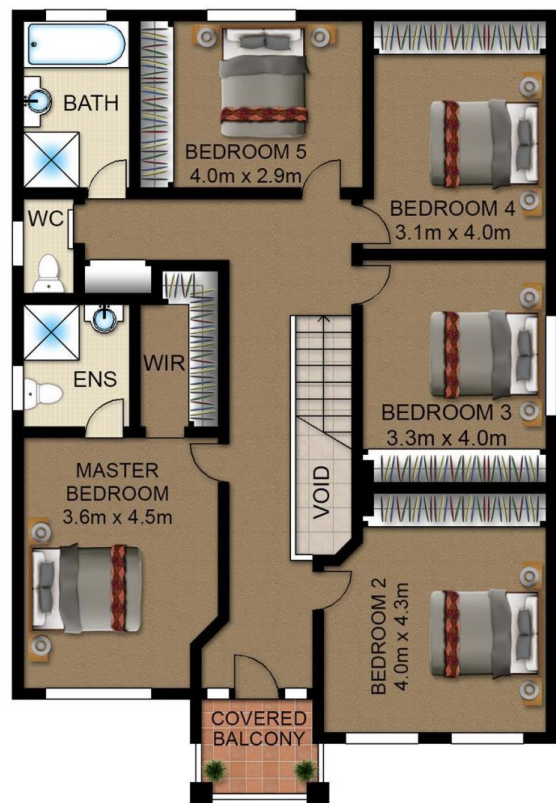 BATH
BEDROOM 5
4.0m x 2.9m
BEDROOM 4
3.1m x 4.0m
WC
ENS
WIR
BEDROOM 3
3.3m x 4.0m
MASTER
BEDROOM
3.6m x 4.5m
VOID
BEDROOM 2
4.0m x 4.3m
COVERED
BALCONY